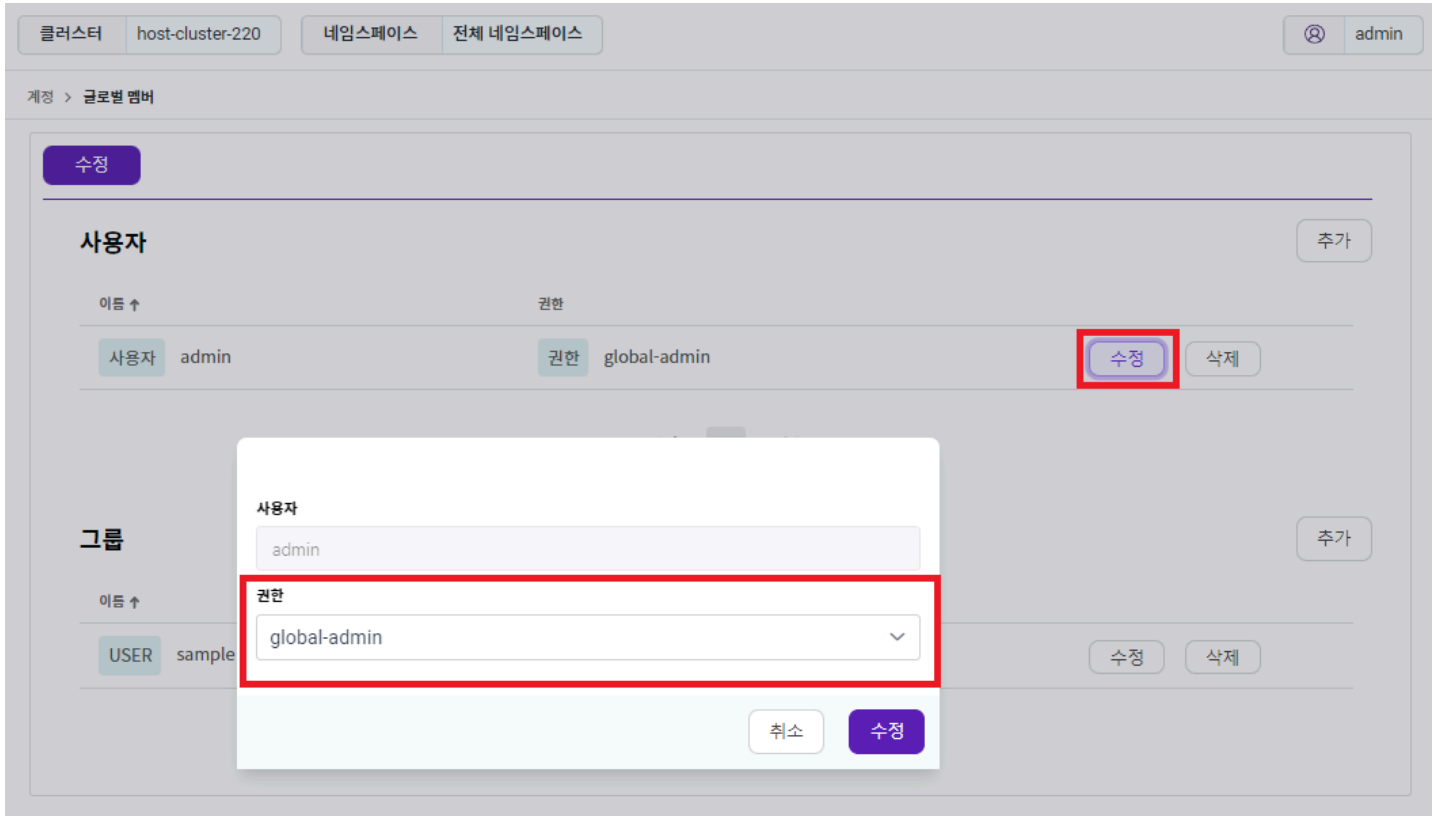 클러스터 host-cluster-220 네임스페이스 전체 네임스페이스 admin
계정 > 글로벌 멤버
수정
사용자 추가
이름 ↑ 권한
사용자 admin 권한 global-admin 수정 삭제
사용자
admin
그룹 추가
권한
이름 ↑
global-admin
USER sample 수정 삭제
취소 수정